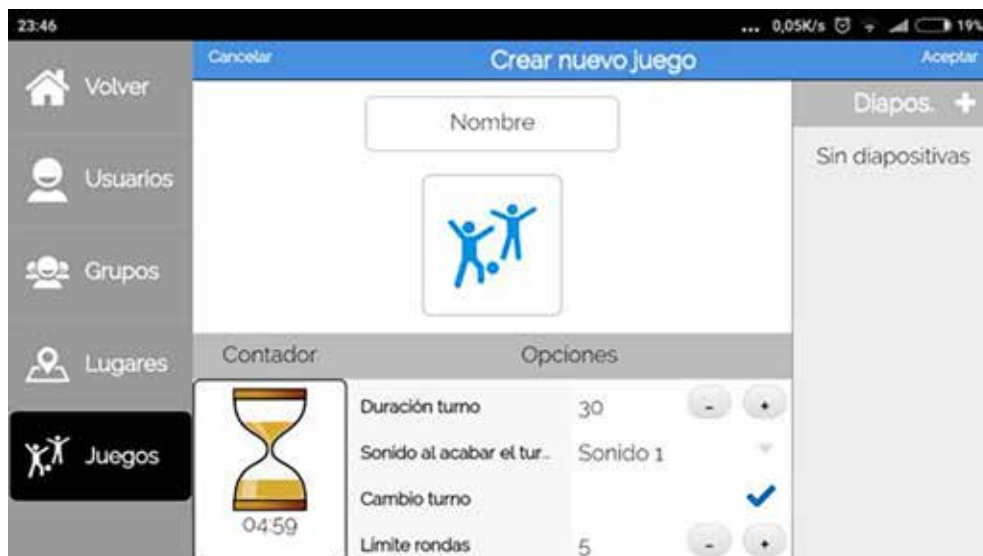 23:46
... 0,05K/s 19%
Volver
Usuarios
Grupos
Lugares
Juegos
Cancelar Crear nuevo juego Aceptar
Nombre
Diapos. +
Sin diapositivas
Contador Opciones
04:59
Duración turno 30 - +
Sonido al acabar el tur... Sonido 1
Cambio turno
Límite rondas 5 - +